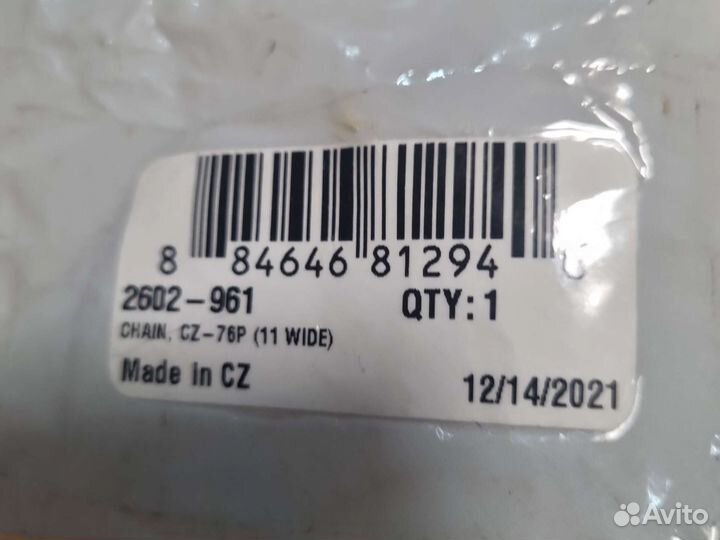 8 84646 81294
2602-961 QTY: 1
CHAIN, CZ-76P (11 WIDE)
Made in CZ 12/14/2021
Avito